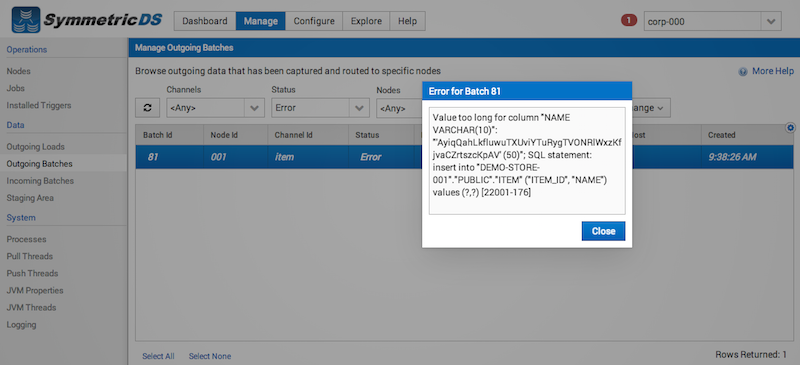 SymmetricDS
Dashboard Manage Configure Explore Help
1 corp-000
Operations
Nodes
Jobs
Installed Triggers
Data
Outgoing Loads
Outgoing Batches
Incoming Batches
Staging Area
System
Processes
Pull Threads
Push Threads
JVM Properties
JVM Threads
Logging
Manage Outgoing Batches
Browse outgoing data that has been captured and routed to specific nodes
More Help
Channels Status Nodes
<Any> Error <Any>
Batch Id Node Id Channel Id Status Created
81 001 item Error 9:38:26 AM
Error for Batch 81
Value too long for column "NAME
VARCHAR(10)":
"'AyiqQahLkfIuwuTXUviYTuRygTVONRlWxzKf
jvaCZrtszcKpAV' (50)"; SQL statement:
insert into "DEMO-STORE-
001"."PUBLIC"."ITEM" ("ITEM_ID", "NAME")
values (?,?) [22001-176]
Close
Select All Select None
Rows Returned: 1